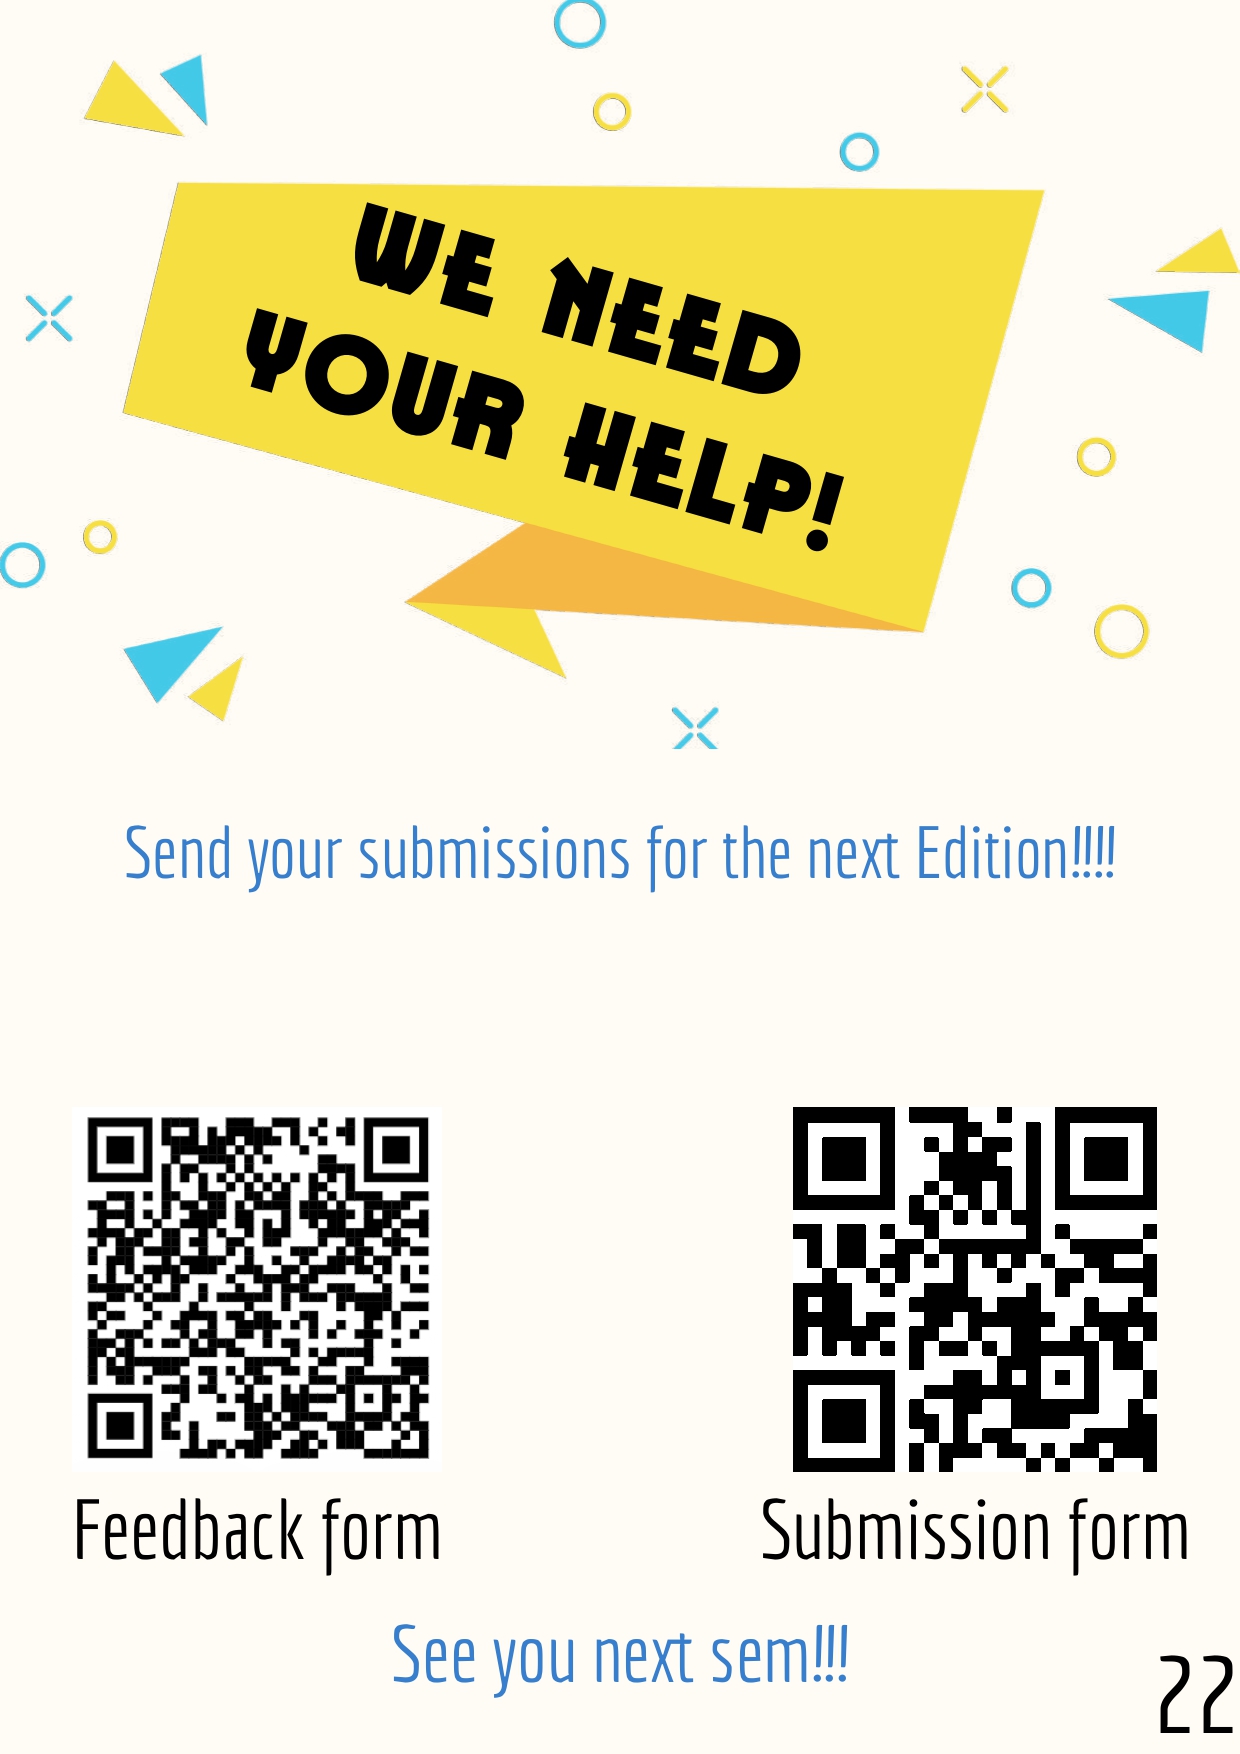 WE NEED
YOUR HELP!
Send your submissions for the next Edition!!!!
Feedback form
Submission form
See you next sem!!!
22